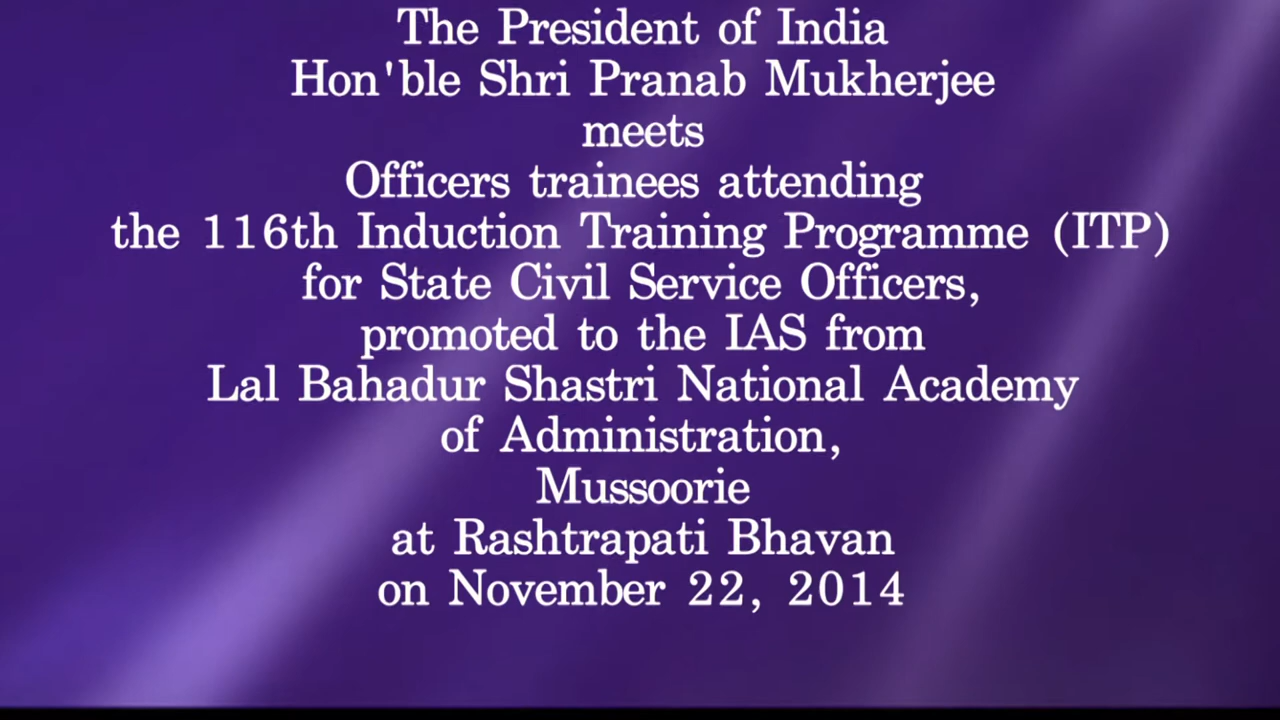 The President of India
Hon'ble Shri Pranab Mukherjee
meets
Officers trainees attending
the 116th Induction Training Programme (ITP)
for State Civil Service Officers,
promoted to the IAS from
Lal Bahadur Shastri National Academy
of Administration,
Mussoorie
at Rashtrapati Bhavan
on November 22, 2014